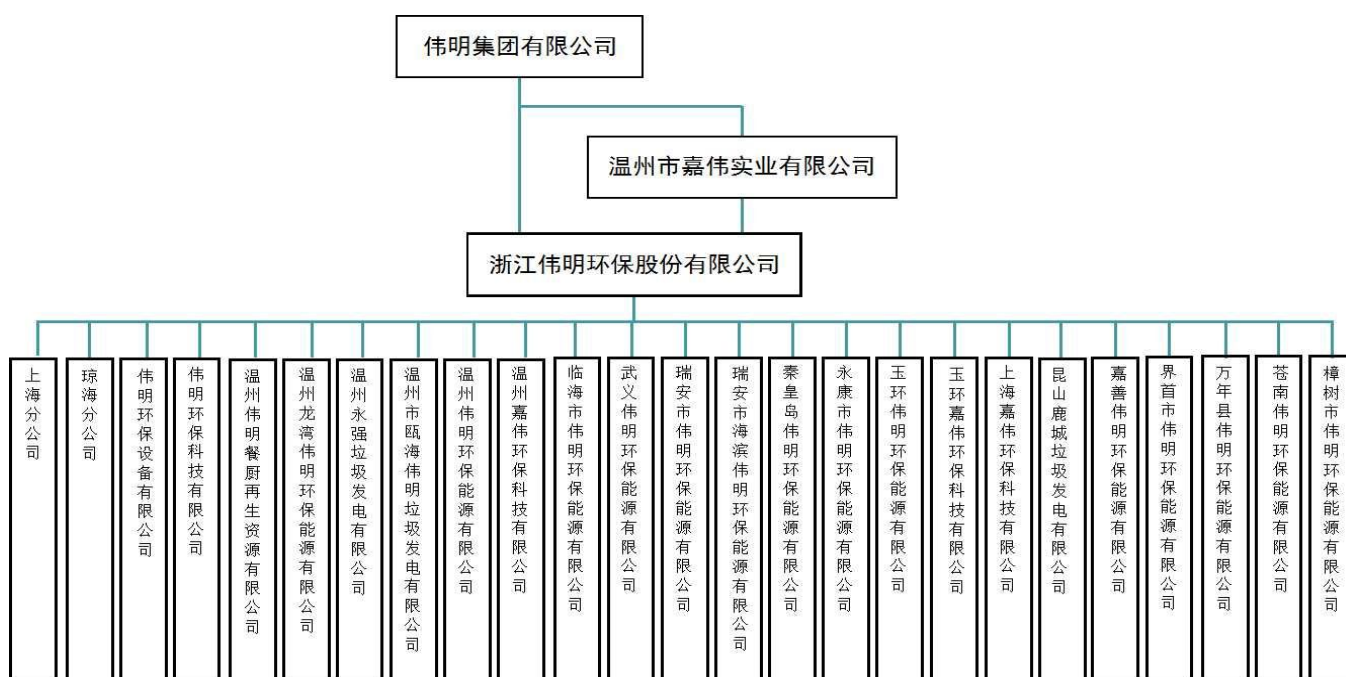 伟明集团有限公司
温州市嘉伟实业有限公司
浙江伟明环保股份有限公司
上海分公司
琼海分公司
伟明环保设备有限公司
伟明环保科技有限公司
温州伟明餐厨再生资源有限公司
温州龙湾伟明环保能源有限公司
温州永强垃圾发电有限公司
温州市瓯海伟明垃圾发电有限公司
温州伟明环保能源有限公司
温州嘉伟环保科技有限公司
临海市伟明环保能源有限公司
武义伟明环保能源有限公司
瑞安市伟明环保能源有限公司
瑞安市海滨伟明环保能源有限公司
秦皇岛伟明环保能源有限公司
永康市伟明环保能源有限公司
玉环伟明环保能源有限公司
玉环嘉伟环保科技有限公司
上海嘉伟环保科技有限公司
昆山鹿城垃圾发电有限公司
嘉善伟明环保能源有限公司
界首市伟明环保能源有限公司
万年县伟明环保能源有限公司
苍南伟明环保能源有限公司
樟树市伟明环保能源有限公司